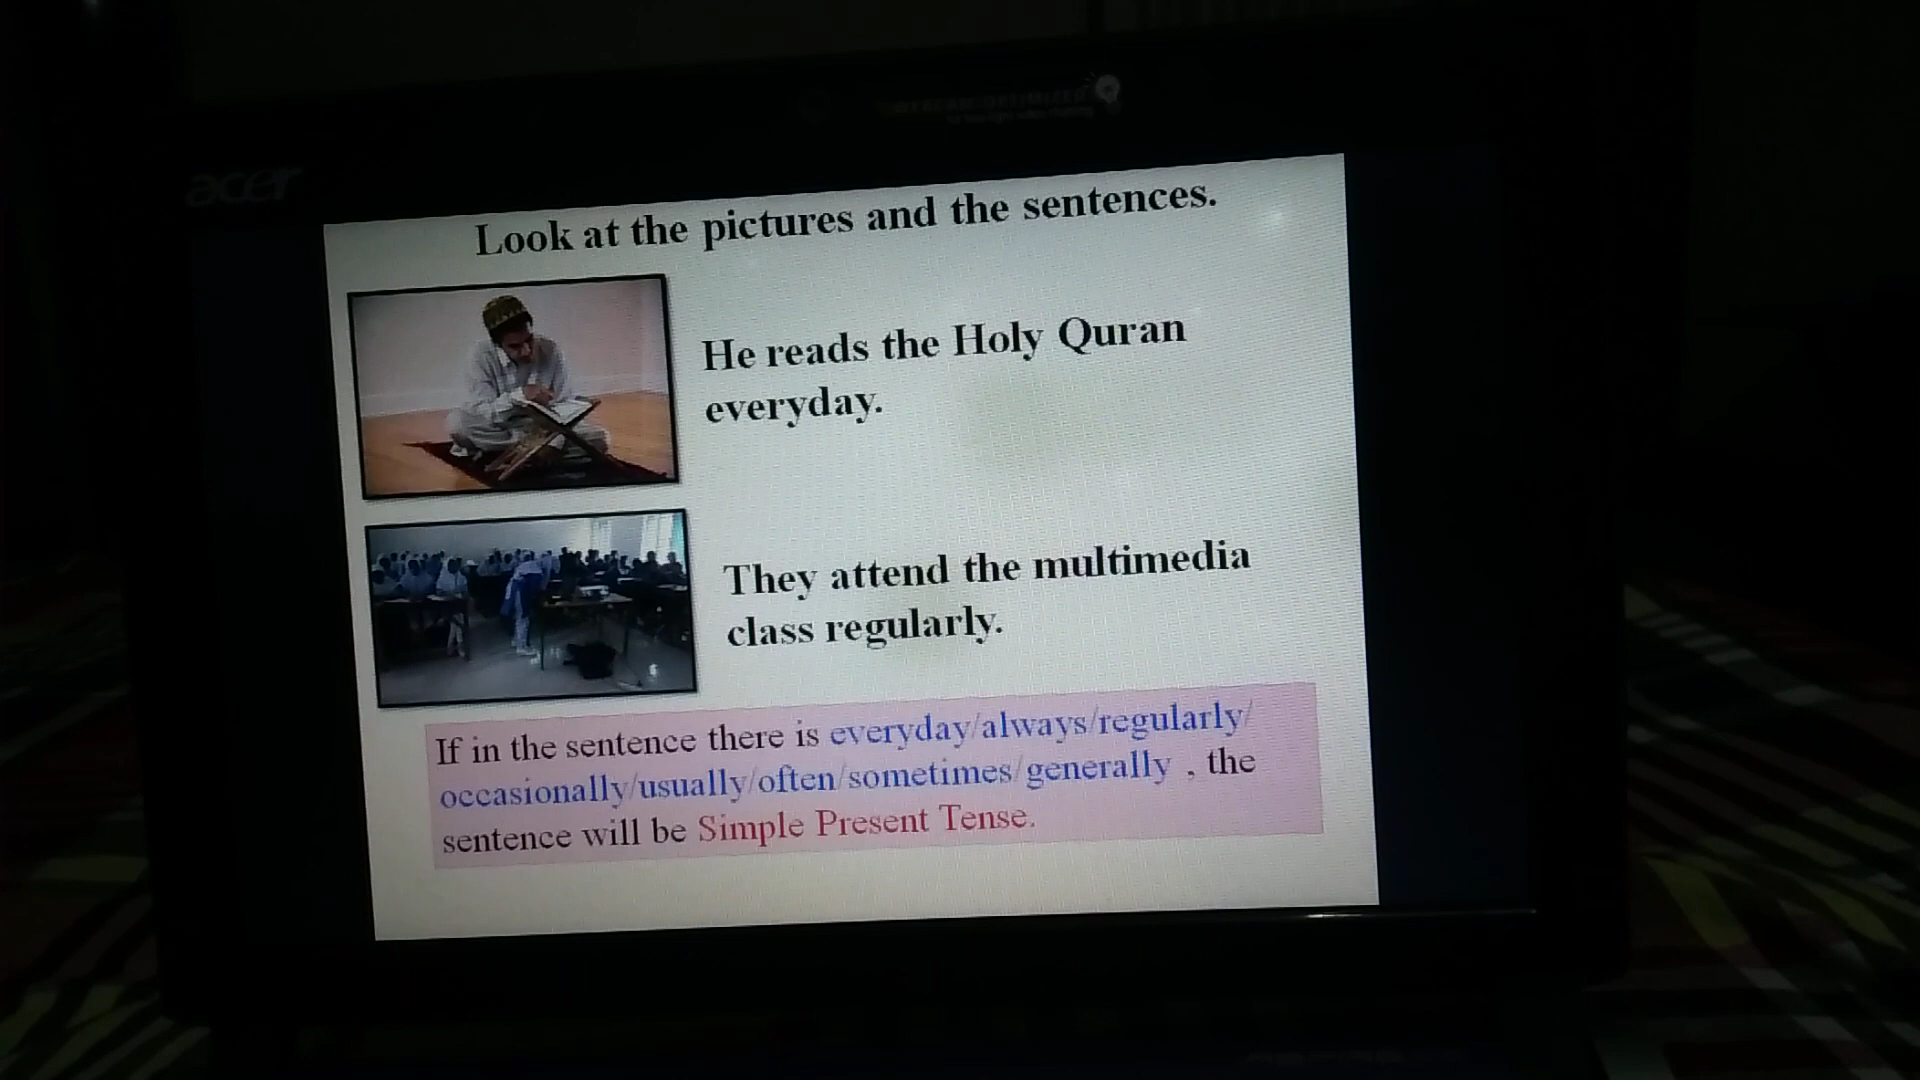 acer
Look at the pictures and the sentences.
He reads the Holy Quran
everyday.
They attend the multimedia
class regularly.
If in the sentence there is everyday/always/regularly/
occasionally/usually/often/sometimes/generally , the
sentence will be Simple Present Tense.